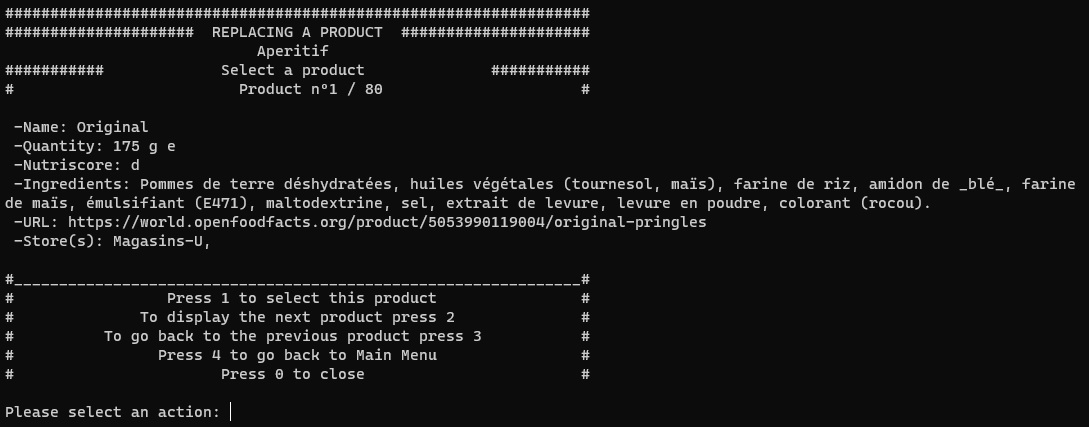 #################################################################
##################### REPLACING A PRODUCT #####################
Aperitif
########### Select a product ###########
# Product n°1 / 80 #
-Name: Original
-Quantity: 175 g e
-Nutriscore: d
-Ingredients: Pommes de terre déshydratées, huiles végétales (tournesol, maïs), farine de riz, amidon de _blé_, farine
de maïs, émulsifiant (E471), maltodextrine, sel, extrait de levure, levure en poudre, colorant (rocou).
-URL: https://world.openfoodfacts.org/product/5053990119004/original-pringles
-Store(s): Magasins-U,
#_______________________________________________________________#
# Press 1 to select this product #
# To display the next product press 2 #
# To go back to the previous product press 3 #
# Press 4 to go back to Main Menu #
# Press 0 to close #
Please select an action: